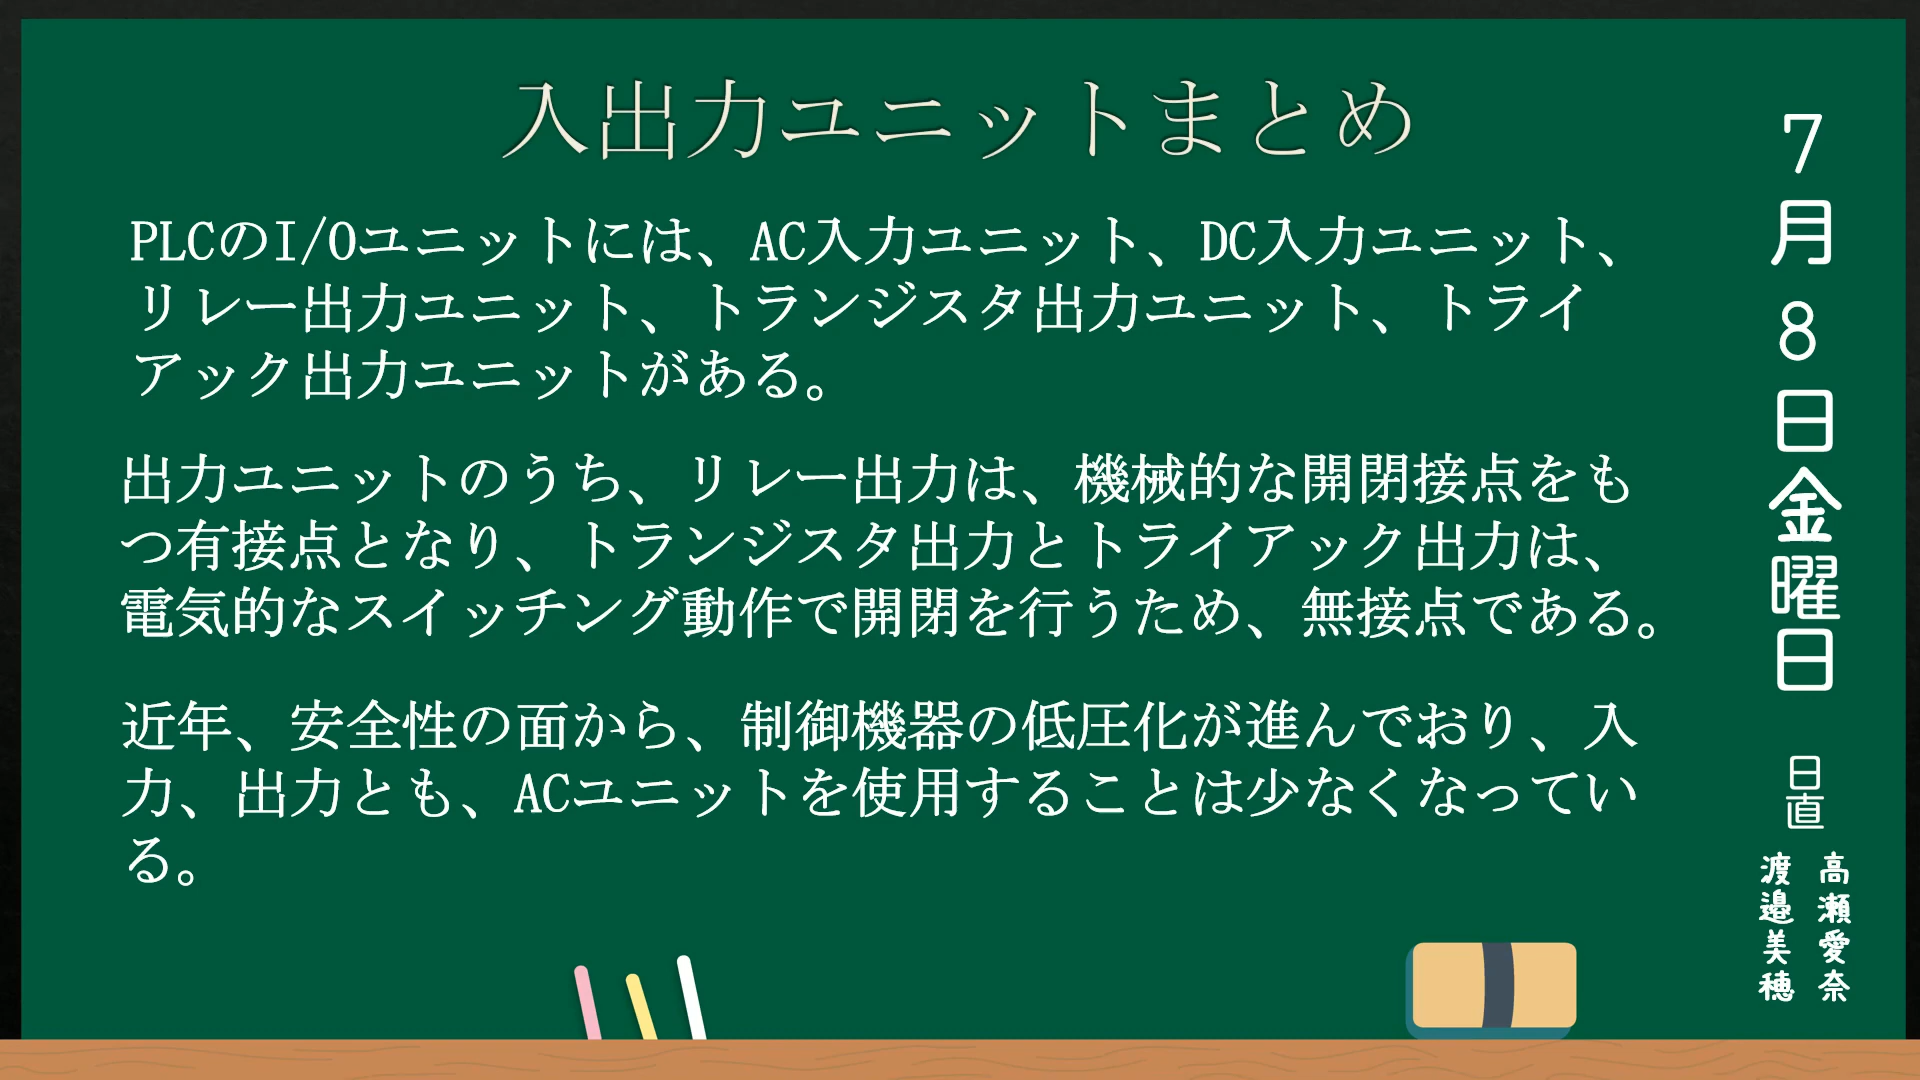 入出力ユニットまとめ
PLCのI/Oユニットには、AC入力ユニット、DC入力ユニット、
リレー出力ユニット、トランジスタ出力ユニット、トライ
アック出力ユニットがある。
出力ユニットのうち、リレー出力は、機械的な開閉接点をも
つ有接点となり、トランジスタ出力とトライアック出力は、
電気的なスイッチング動作で開閉を行うため、無接点である。
近年、安全性の面から、制御機器の低圧化が進んでおり、入
力、出力とも、ACユニットを使用することは少なくなってい
る。
7月8日金曜日
日直
高瀬愛奈
渡邉美穂